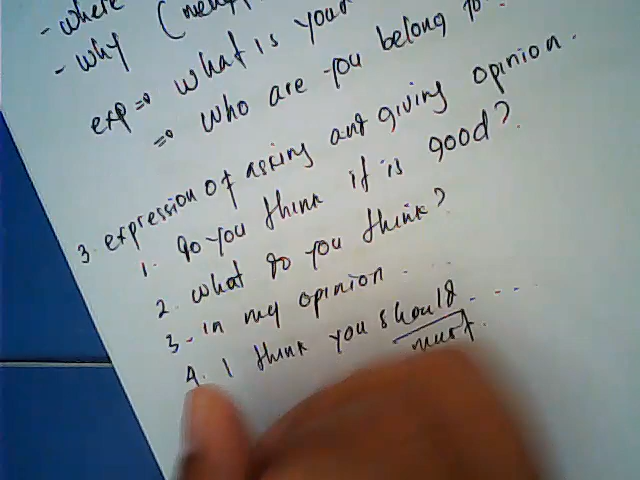 - where
- why (
exp => what is your
=> who are you belong to?
3. expression of asking and giving opinion.
1. do you think it is good?
2. what do you think?
3. in my opinion . . .
4. I think you should . . . .
must.